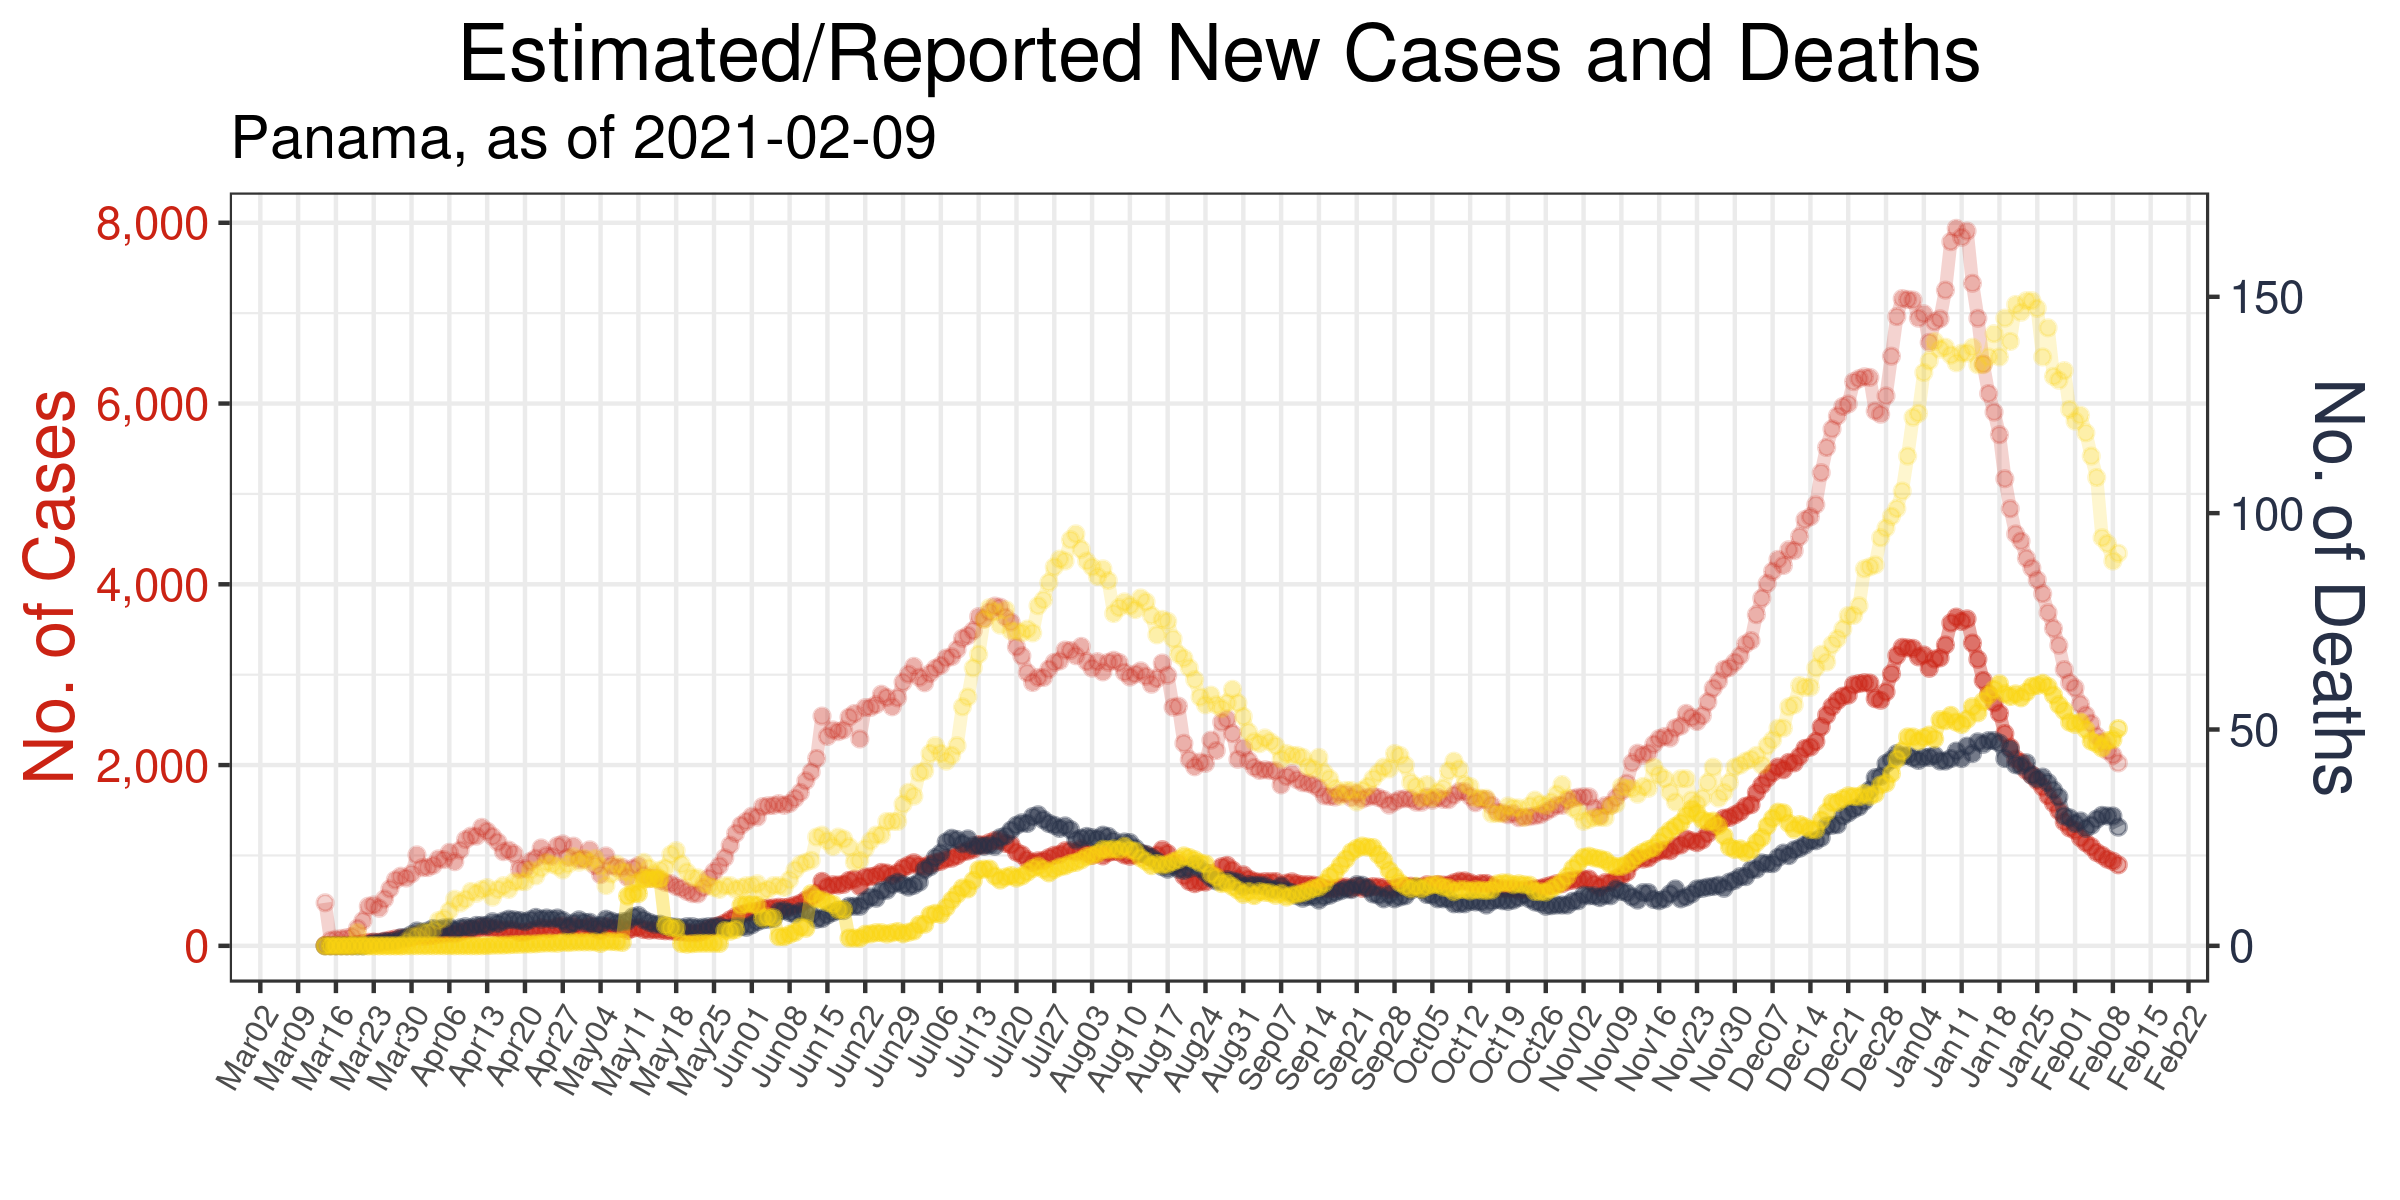 Estimated/Reported New Cases and Deaths
Panama, as of 2021-02-09
No. of Cases
8,000
6,000
4,000
2,000
0
150
100
50
0
No. of Deaths
Mar02
Mar09
Mar16
Mar23
Mar30
Apr06
Apr13
Apr20
Apr27
May04
May11
May18
May25
Jun01
Jun08
Jun15
Jun22
Jun29
Jul06
Jul13
Jul20
Jul27
Aug03
Aug10
Aug17
Aug24
Aug31
Sep07
Sep14
Sep21
Sep28
Oct05
Oct12
Oct19
Oct26
Nov02
Nov09
Nov16
Nov23
Nov30
Dec07
Dec14
Dec21
Dec28
Dec04
Jan11
Jan18
Jan25
Feb01
Feb08
Feb15
Feb22